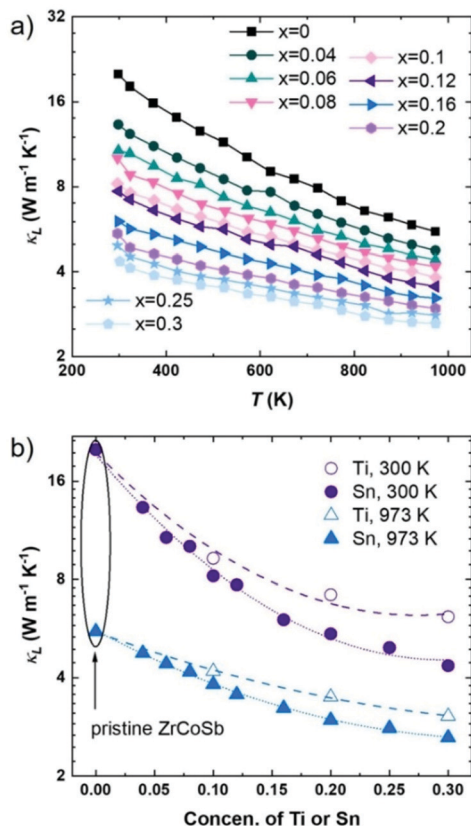 a)
32
16
8
4
2
κL (W m-1 K-1)
x=0
x=0.04
x=0.06
x=0.08
x=0.1
x=0.12
x=0.16
x=0.2
x=0.25
x=0.3
200 400 600 800 1000
T (K)
b)
16
8
4
2
κL (W m-1 K-1)
Ti, 300 K
Sn, 300 K
Ti, 973 K
Sn, 973 K
pristine ZrCoSb
0.00 0.05 0.10 0.15 0.20 0.25 0.30
Concen. of Ti or Sn